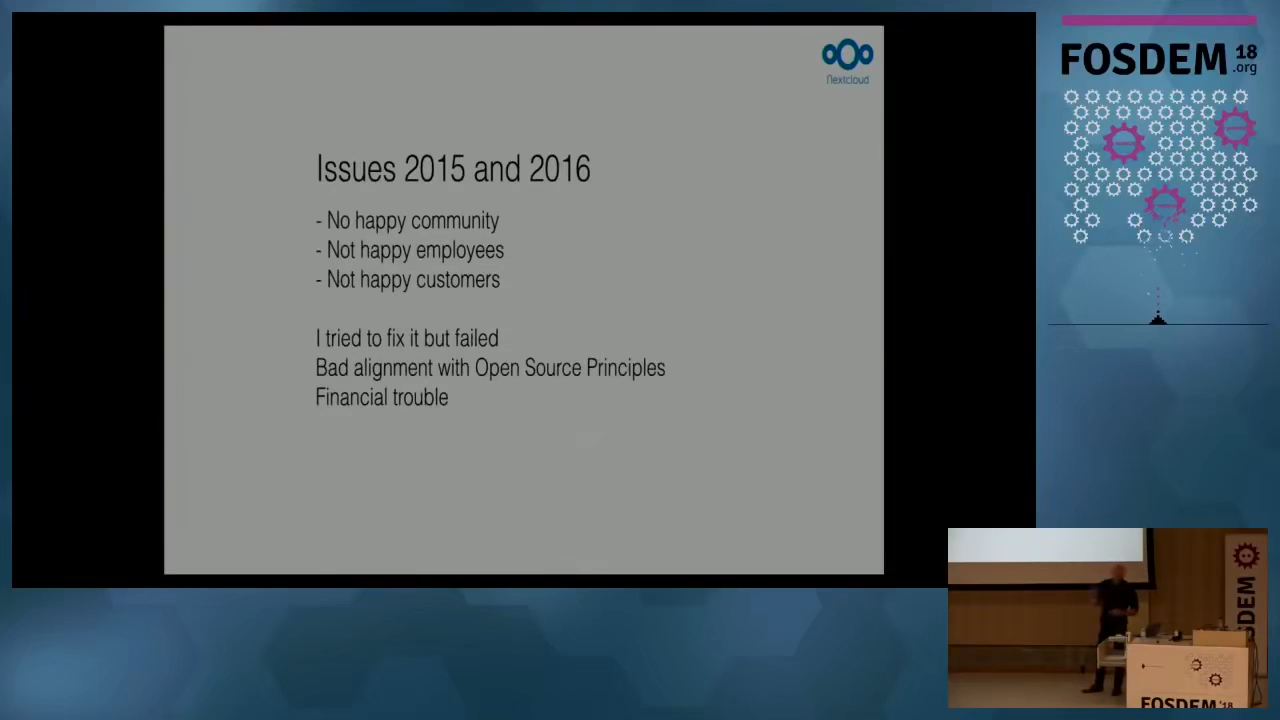 Nextcloud
Issues 2015 and 2016
- No happy community
- Not happy employees
- Not happy customers
I tried to fix it but failed
Bad alignment with Open Source Principles
Financial trouble
FOSDEM 18
.org
FOSDEM '18